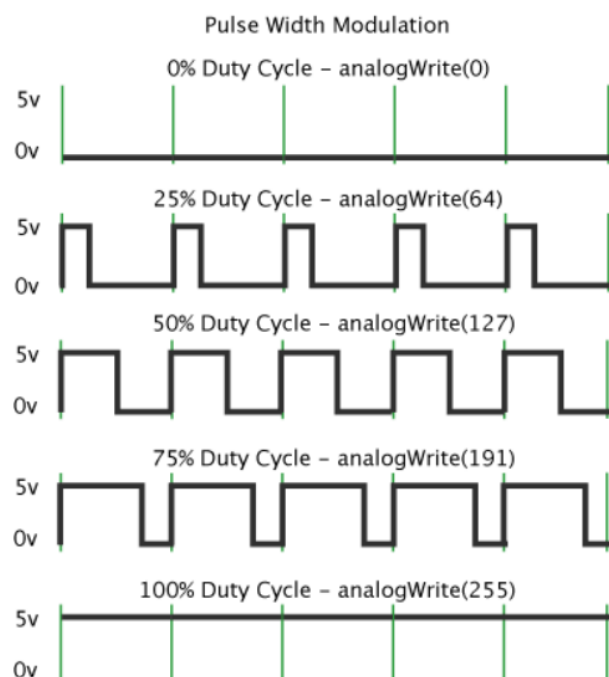 Pulse Width Modulation
0% Duty Cycle – analogWrite(0)
5v
0v
25% Duty Cycle – analogWrite(64)
5v
0v
50% Duty Cycle – analogWrite(127)
5v
0v
75% Duty Cycle – analogWrite(191)
5v
0v
100% Duty Cycle – analogWrite(255)
5v
0v